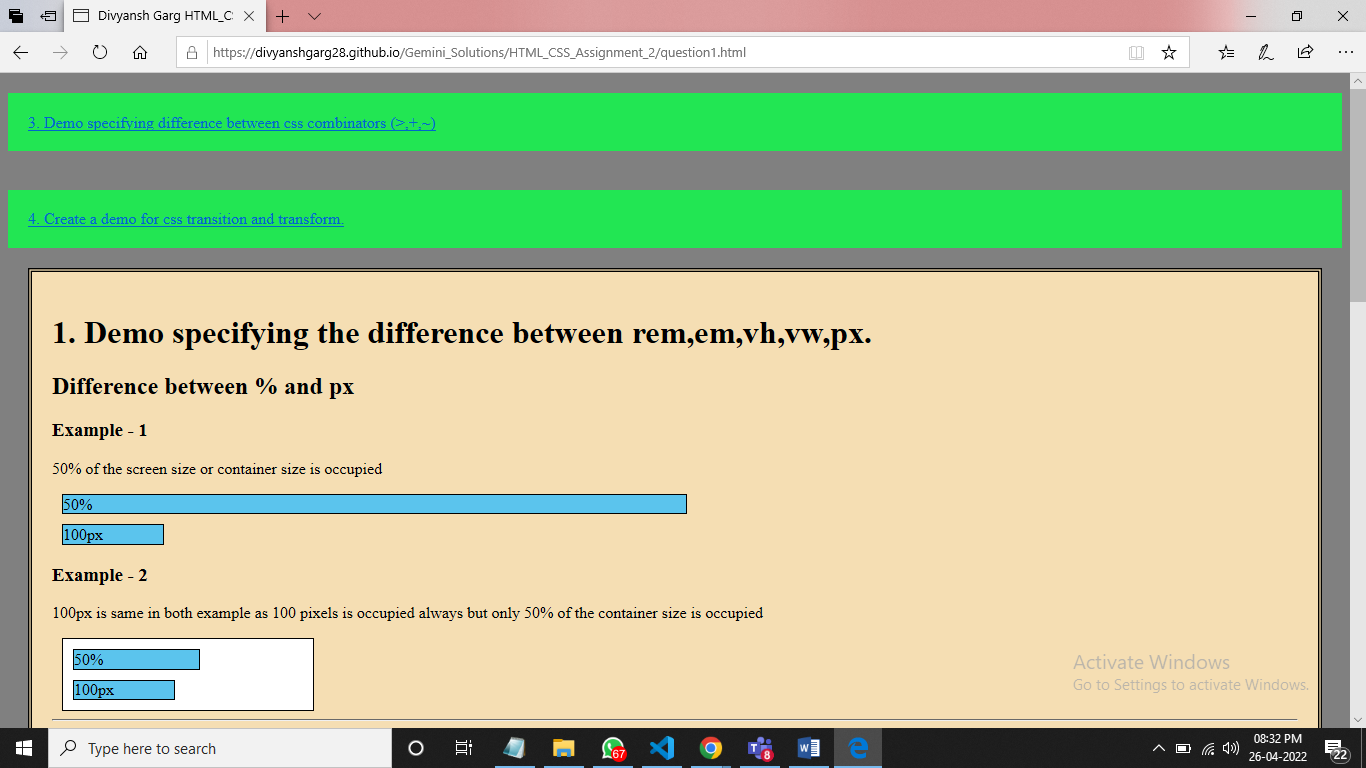 Divyansh Garg HTML_CS
https://divyanshgarg28.github.io/Gemini_Solutions/HTML_CSS_Assignment_2/question1.html
3. Demo specifying difference between css combinators (>,+,~)
4. Create a demo for css transition and transform.
1. Demo specifying the difference between rem,em,vh,vw,px.
Difference between % and px
Example - 1
50% of the screen size or container size is occupied
50%
100px
Example - 2
100px is same in both example as 100 pixels is occupied always but only 50% of the container size is occupied
50%
100px
Activate Windows
Go to Settings to activate Windows.
Type here to search
67
8
08:32 PM
26-04-2022
22